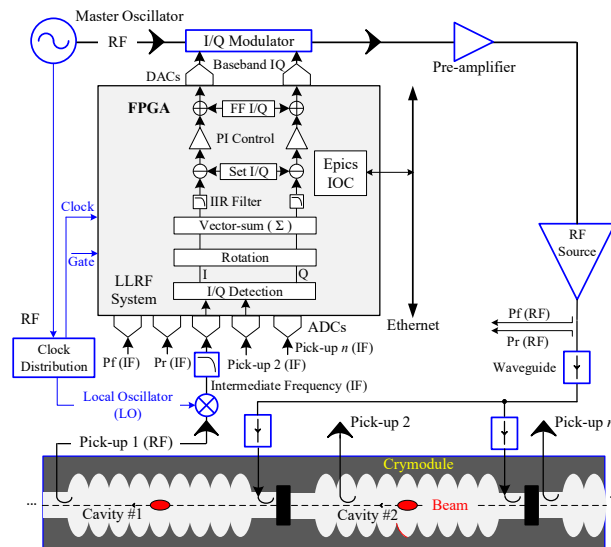 Master Oscillator
RF
I/Q Modulator
Pre-amplifier
DACs
Baseband IQ
FPGA
FF I/Q
PI Control
Set I/Q
Epics
IOC
IIR Filter
Clock
Vector-sum ( Σ )
Gate
Rotation
I
Q
LLRF
System
I/Q Detection
ADCs
Ethernet
RF
Source
Pf (RF)
Pr (RF)
Waveguide
RF
Clock
Distribution
Pf (IF)
Pr (IF)
Pick-up 2 (IF)
Pick-up n (IF)
Intermediate Frequency (IF)
Local Oscillator
(LO)
Pick-up 1 (RF)
Pick-up 2
Pick-up n
Crymodule
...
Cavity #1
Cavity #2
Beam